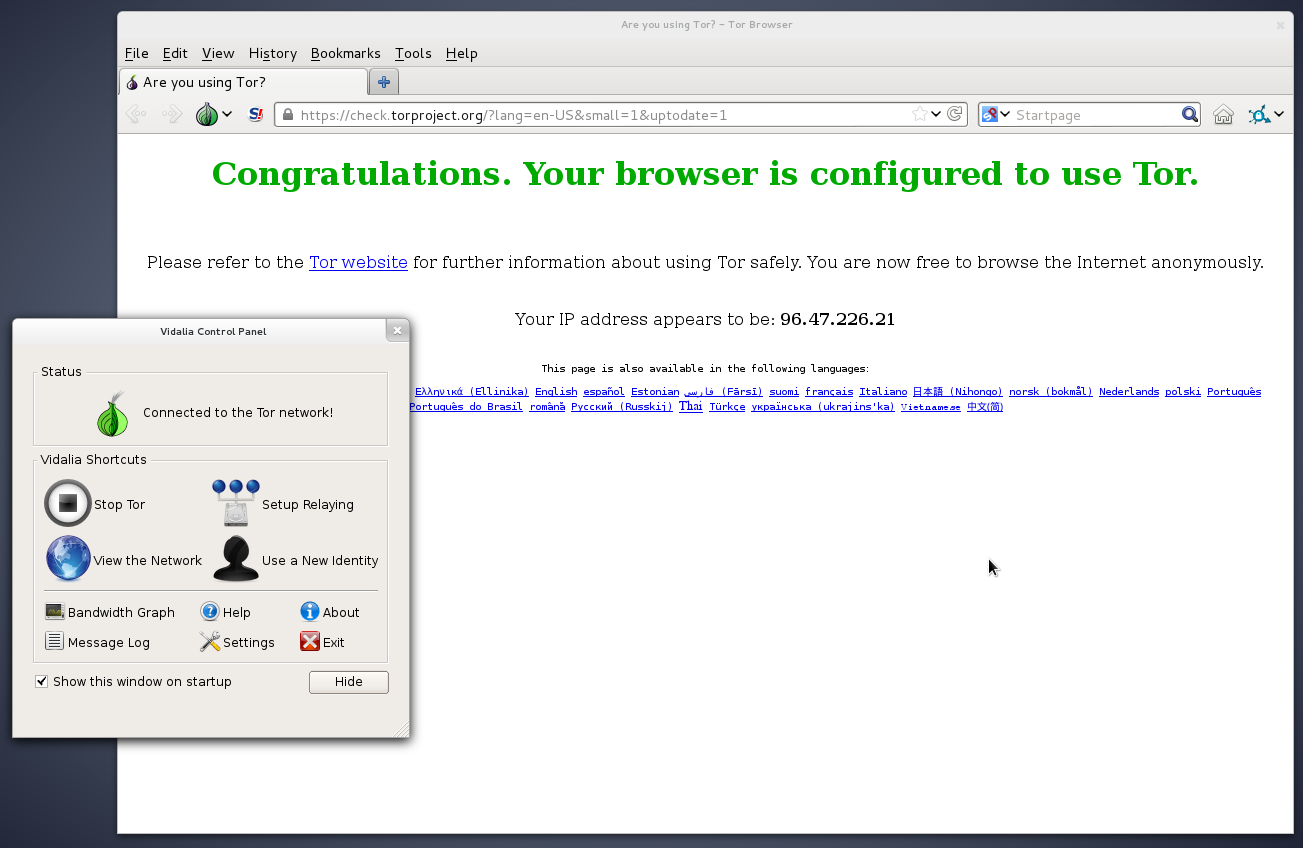 Are you using Tor? - Tor Browser
File Edit View History Bookmarks Tools Help
Are you using Tor?
S! https://check.torproject.org/?lang=en-US&small=1&uptodate=1 Startpage
Congratulations. Your browser is configured to use Tor.
Please refer to the Tor website for further information about using Tor safely. You are now free to browse the Internet anonymously.
Your IP address appears to be: 96.47.226.21
This page is also available in the following languages:
Ελληνικά (Ellinika) English español Estonian فارسی (Fārsī) suomi français Italiano 日本語 (Nihongo) norsk (bokmål) Nederlands polski Português
Português do Brasil română Русский (Russkij) Thai Türkçe українська (ukrajins'ka) Vietnamese 中文(简)
Vidalia Control Panel
Status
Connected to the Tor network!
Vidalia Shortcuts
Stop Tor Setup Relaying
View the Network Use a New Identity
Bandwidth Graph Help About
Message Log Settings Exit
Show this window on startup Hide